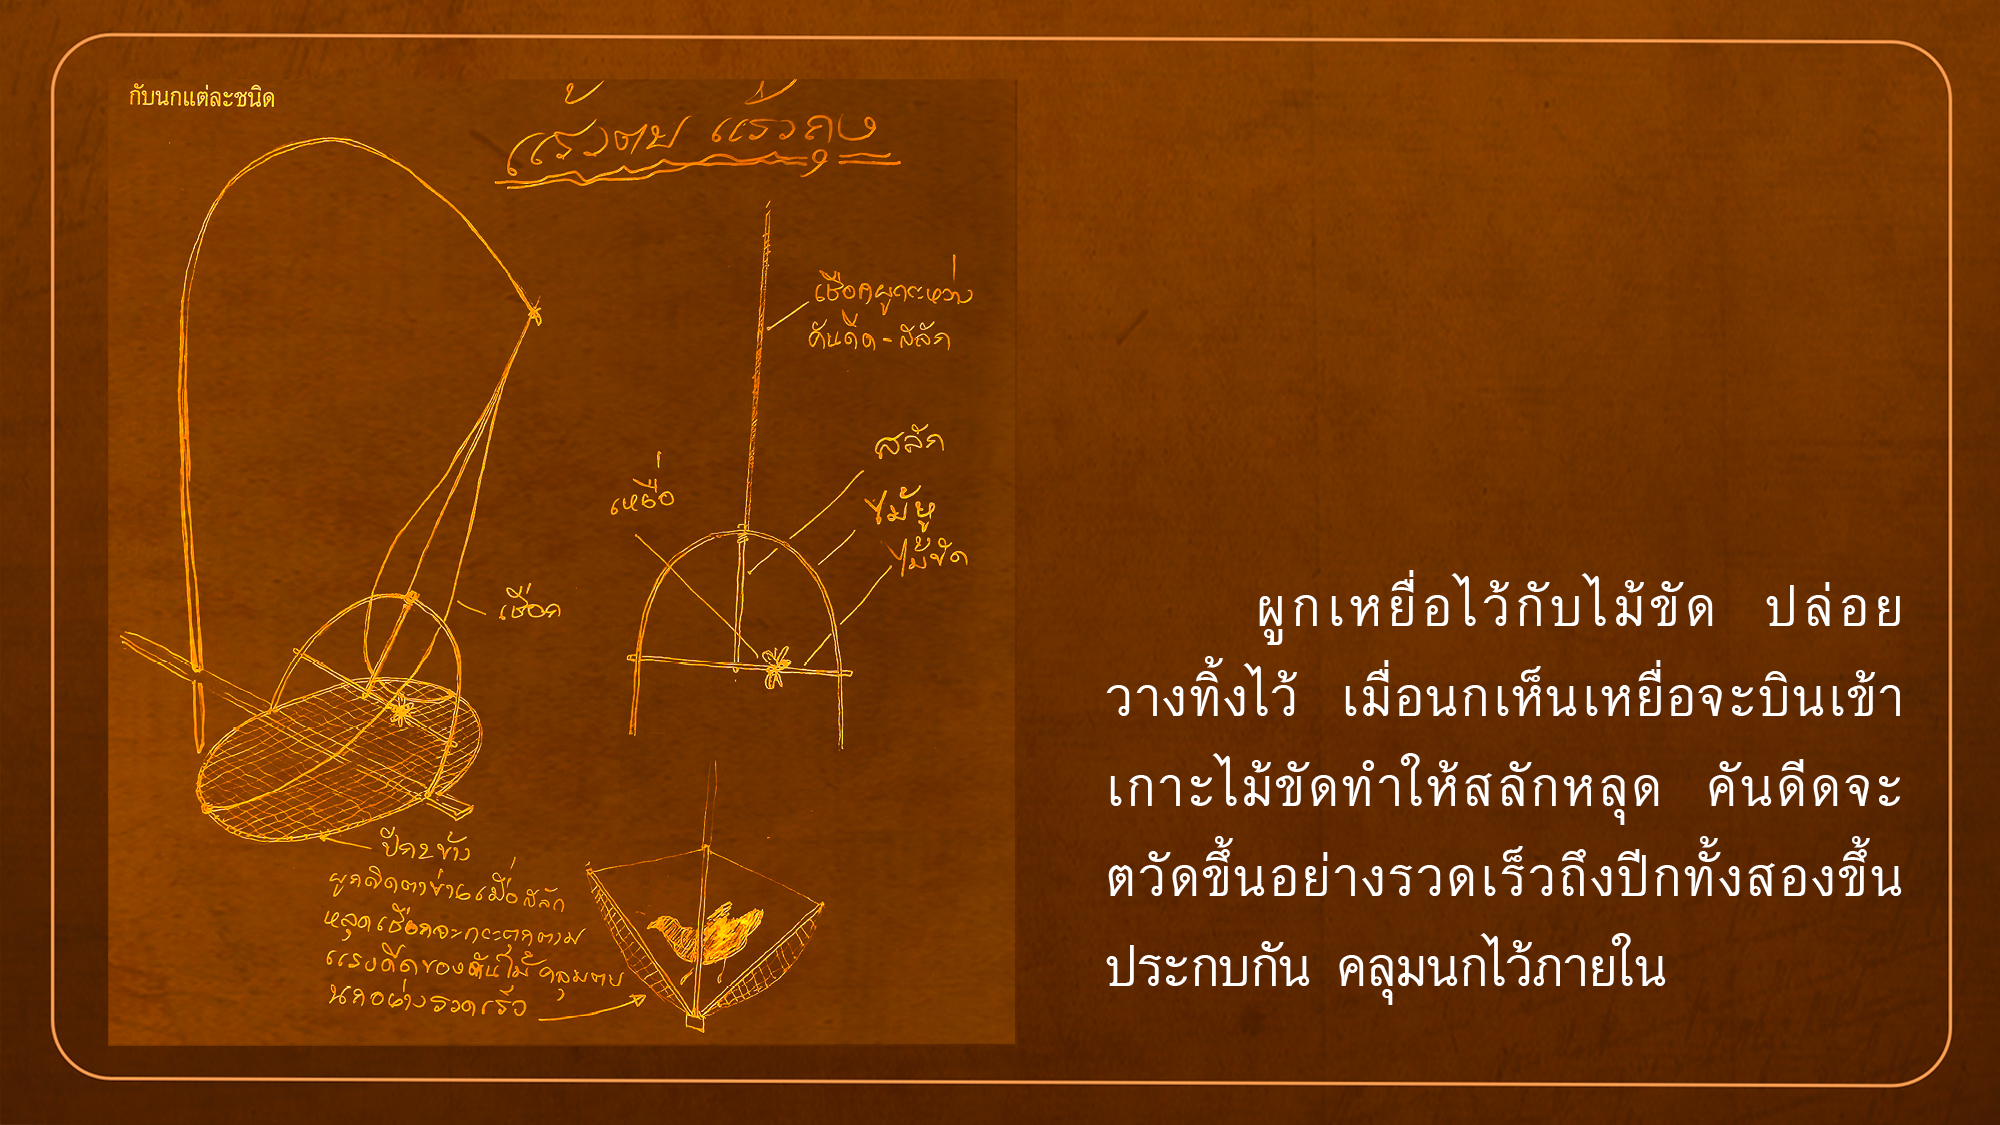 กับนกแต่ละชนิด
แร้วตบ แร้วถุง
เชือกผูกระหว่าง
คันดีด - สลัก
สลัก
เหยื่อ
ไม้หู
ไม้ขัด
เชือก
ปีก ๒ ข้าง
ผูกติดตาข่ายเมื่อสลัก
หลุดเชือกจะกระตุกตาม
แรงดีดของคันไม้ คลุมตบ
นกอย่างรวดเร็ว
ผูกเหยื่อไว้กับไม้ขัด ปล่อย
วางทิ้งไว้ เมื่อนกเห็นเหยื่อจะบินเข้า
เกาะไม้ขัดทำให้สลักหลุด คันดีดจะ
ตวัดขึ้นอย่างรวดเร็วถึงปีกทั้งสองขึ้น
ประกบกัน คลุมนกไว้ภายใน